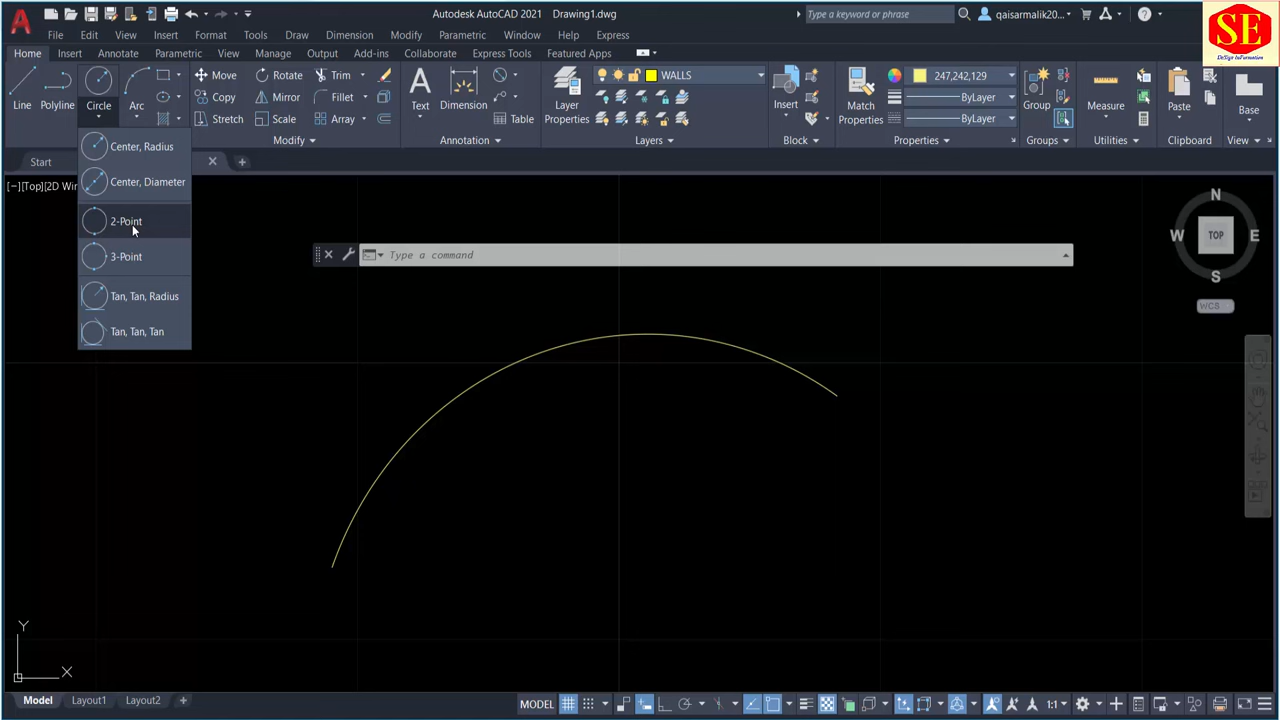 Autodesk AutoCAD 2021 Drawing1.dwg
Type a keyword or phrase
qaisarmalik20...
SE
DeSign InFormation
File Edit View Insert Format Tools Draw Dimension Modify Parametric Window Help Express
Home Insert Annotate Parametric View Manage Output Add-ins Collaborate Express Tools Featured Apps
Line Polyline Circle Arc
Move Rotate Trim
Copy Mirror Fillet
Stretch Scale Array
Modify
Text Dimension Table
Annotation
Layer Properties
WALLS
Layers
Insert
Block
Match Properties
247,242,129
ByLayer
ByLayer
Properties
Group
Groups
Measure
Utilities
Paste
Clipboard
Base
View
Center, Radius
Center, Diameter
2-Point
3-Point
Tan, Tan, Radius
Tan, Tan, Tan
Start
[−][Top][2D Wir
Type a command
N
W TOP E
S
WCS
Y
X
Model Layout1 Layout2
MODEL
1:1